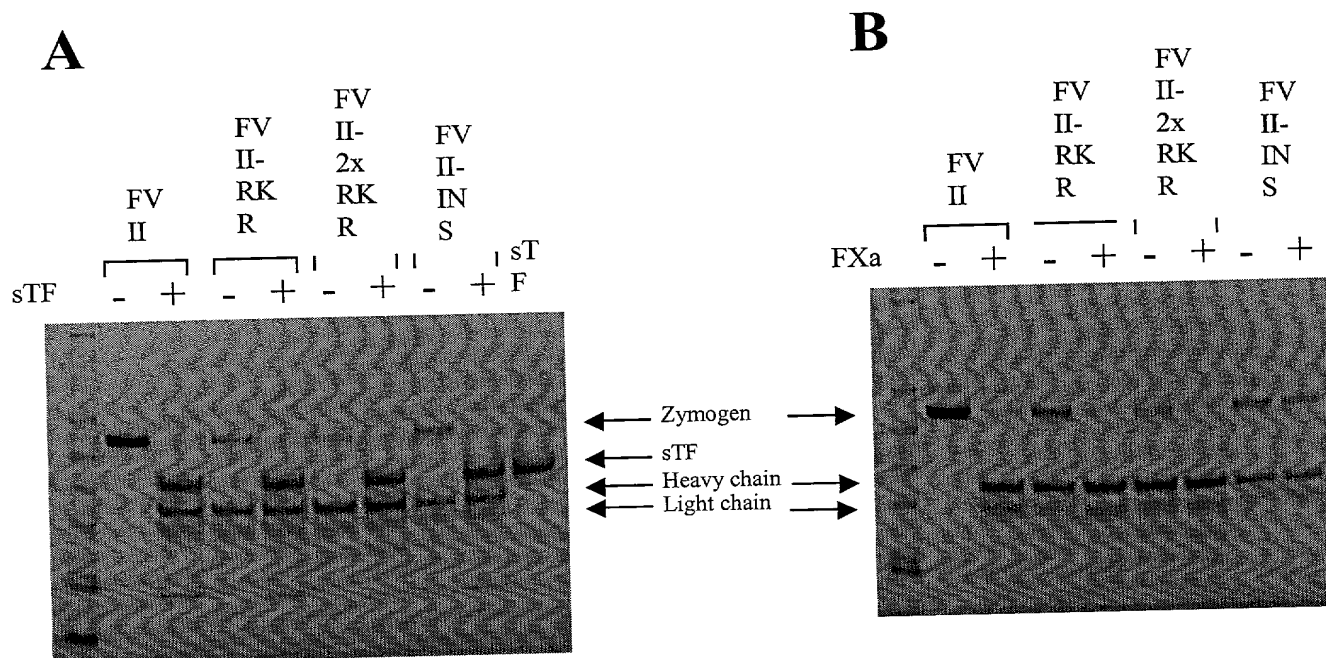 A
FV
II
FV
II-
RK
R
FV
II-
2x
RK
R
FV
II-
IN
S
sT
F
sTF
- + - + - + - +
Zymogen
sTF
Heavy chain
Light chain
B
FV
II
FV
II-
RK
R
FV
II-
2x
RK
R
FV
II-
IN
S
FXa
- + - + - + - +